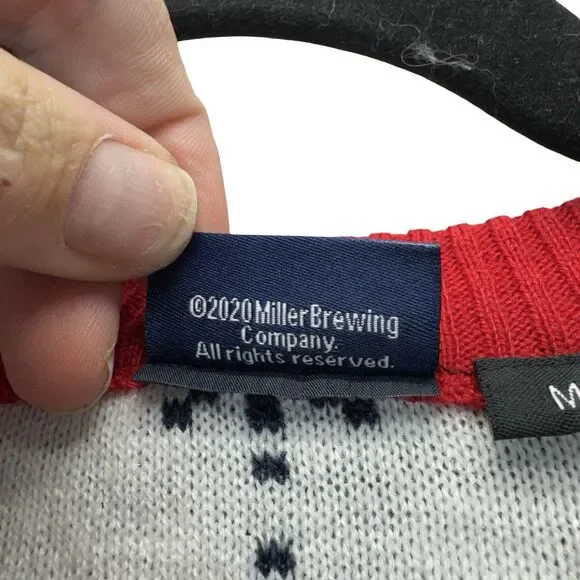 ©2020MillerBrewing
Company.
All rights reserved.
M